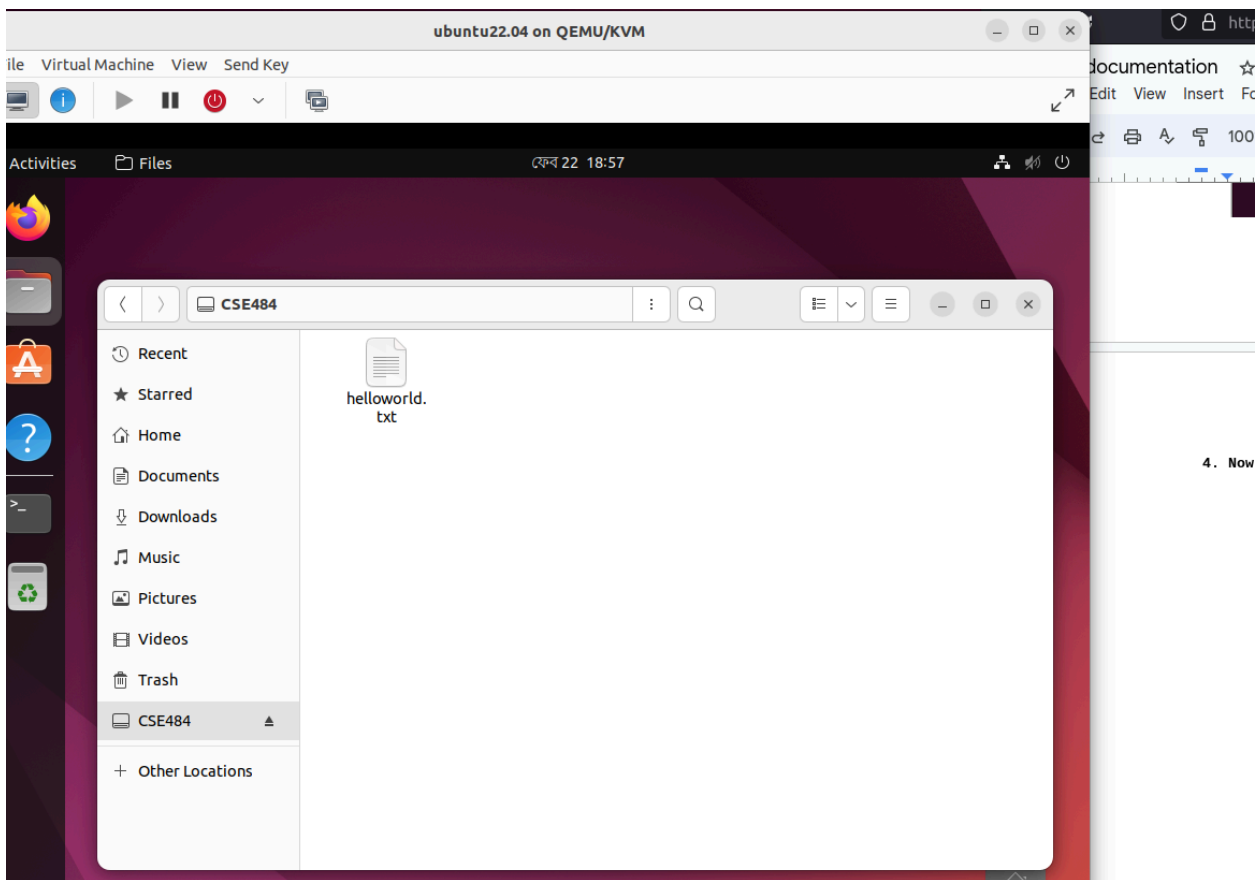 ubuntu22.04 on QEMU/KVM
ile Virtual Machine View Send Key
Activities
Files
ফেব 22 18:57
CSE484
Recent
Starred
Home
Documents
Downloads
Music
Pictures
Videos
Trash
CSE484
Other Locations
helloworld.
txt
http
documentation
Edit View Insert Fo
100
4. Now